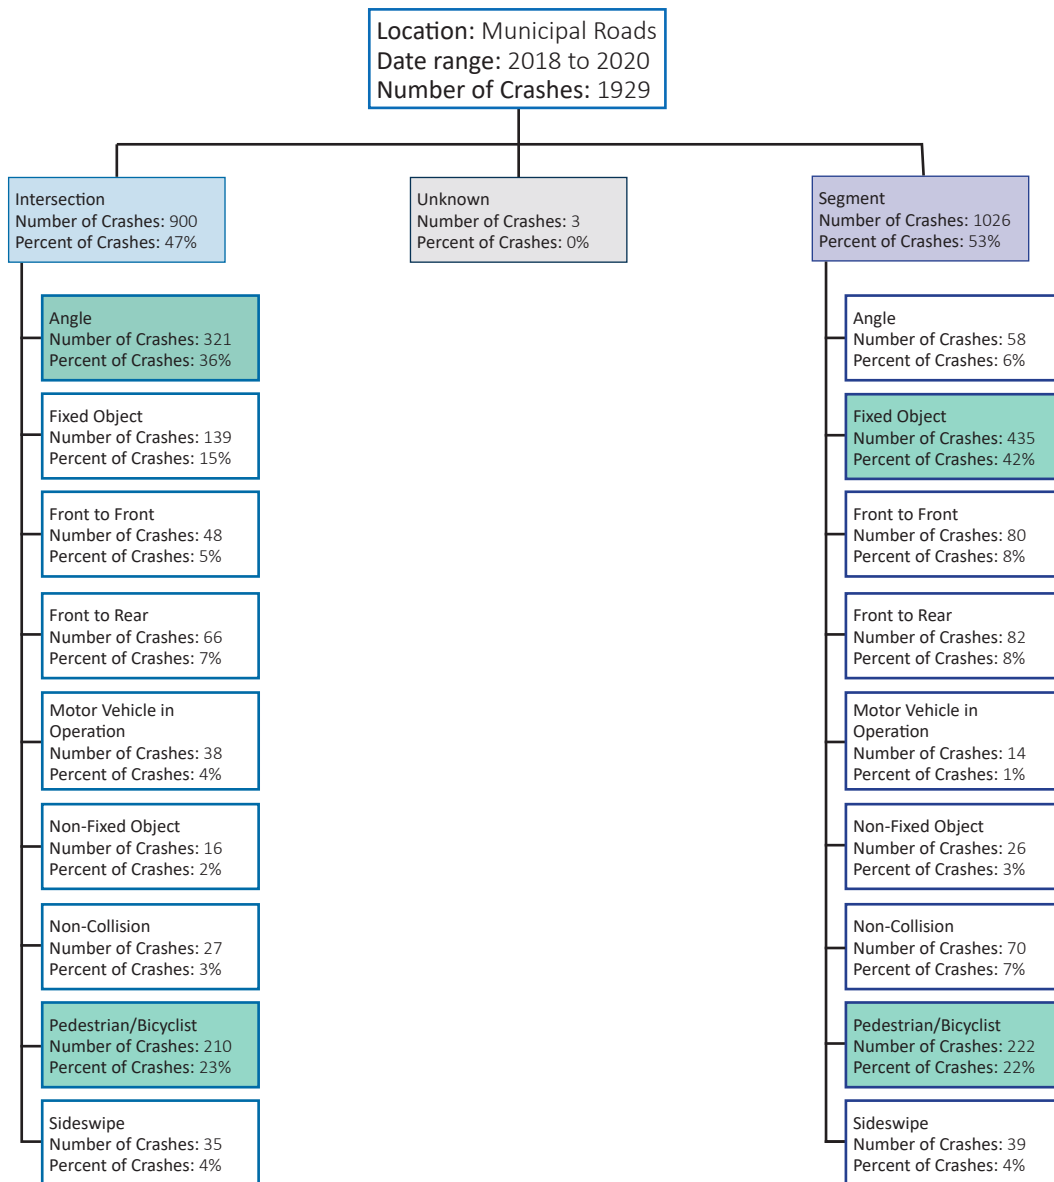 Location: Municipal Roads
Date range: 2018 to 2020
Number of Crashes: 1929
Intersection
Number of Crashes: 900
Percent of Crashes: 47%
Unknown
Number of Crashes: 3
Percent of Crashes: 0%
Segment
Number of Crashes: 1026
Percent of Crashes: 53%
Angle
Number of Crashes: 321
Percent of Crashes: 36%
Fixed Object
Number of Crashes: 139
Percent of Crashes: 15%
Front to Front
Number of Crashes: 48
Percent of Crashes: 5%
Front to Rear
Number of Crashes: 66
Percent of Crashes: 7%
Motor Vehicle in
Operation
Number of Crashes: 38
Percent of Crashes: 4%
Non-Fixed Object
Number of Crashes: 16
Percent of Crashes: 2%
Non-Collision
Number of Crashes: 27
Percent of Crashes: 3%
Pedestrian/Bicyclist
Number of Crashes: 210
Percent of Crashes: 23%
Sideswipe
Number of Crashes: 35
Percent of Crashes: 4%
Angle
Number of Crashes: 58
Percent of Crashes: 6%
Fixed Object
Number of Crashes: 435
Percent of Crashes: 42%
Front to Front
Number of Crashes: 80
Percent of Crashes: 8%
Front to Rear
Number of Crashes: 82
Percent of Crashes: 8%
Motor Vehicle in
Operation
Number of Crashes: 14
Percent of Crashes: 1%
Non-Fixed Object
Number of Crashes: 26
Percent of Crashes: 3%
Non-Collision
Number of Crashes: 70
Percent of Crashes: 7%
Pedestrian/Bicyclist
Number of Crashes: 222
Percent of Crashes: 22%
Sideswipe
Number of Crashes: 39
Percent of Crashes: 4%